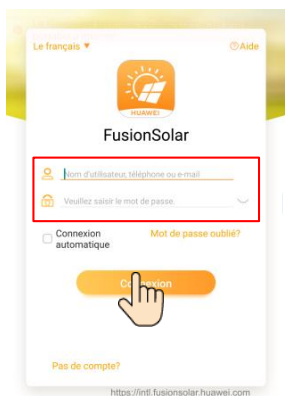 Le français ▼ ?Aide
HUAWEI
FusionSolar
Nom d'utilisateur, téléphone ou e-mail
Veuillez saisir le mot de passe.
Connexion automatique
Mot de passe oublié?
Connexion
Pas de compte?
https://intl.fusionsolar.huawei.com